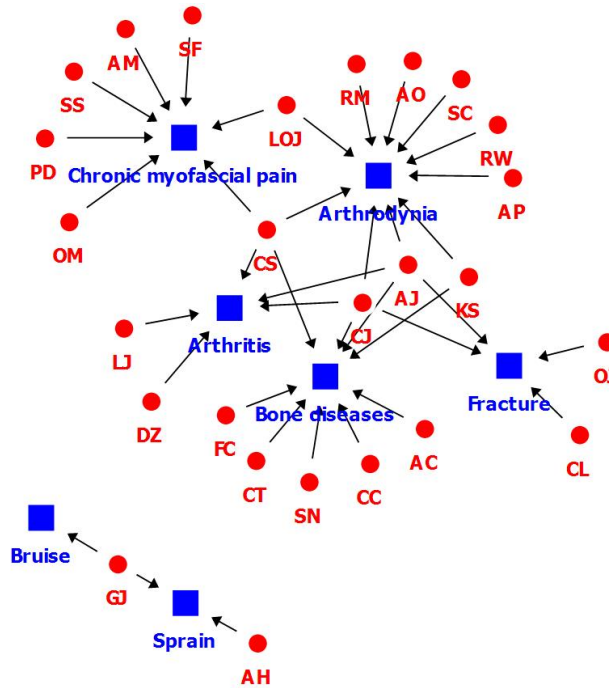 SF
AM
RM
AO
SS
SC
LOJ
PD
Chronic myofascial pain
RW
Arthrodynia
AP
OM
CS
AJ
KS
CJ
LJ
Arthritis
Fracture
Bone diseases
DZ
FC
AC
CL
CT
CC
SN
Bruise
GJ
Sprain
AH